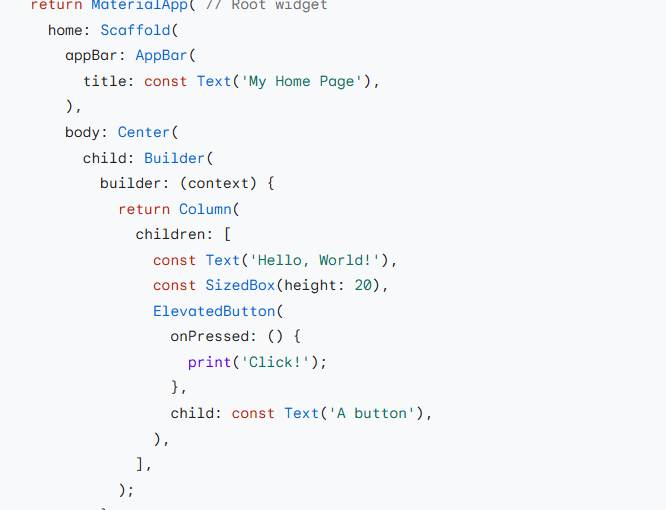 return MaterialApp( // Root widget
  home: Scaffold(
    appBar: AppBar(
      title: const Text('My Home Page'),
    ),
    body: Center(
      child: Builder(
        builder: (context) {
          return Column(
            children: [
              const Text('Hello, World!'),
              const SizedBox(height: 20),
              ElevatedButton(
                onPressed: () {
                  print('Click!');
                },
                child: const Text('A button'),
              ),
            ],
          );